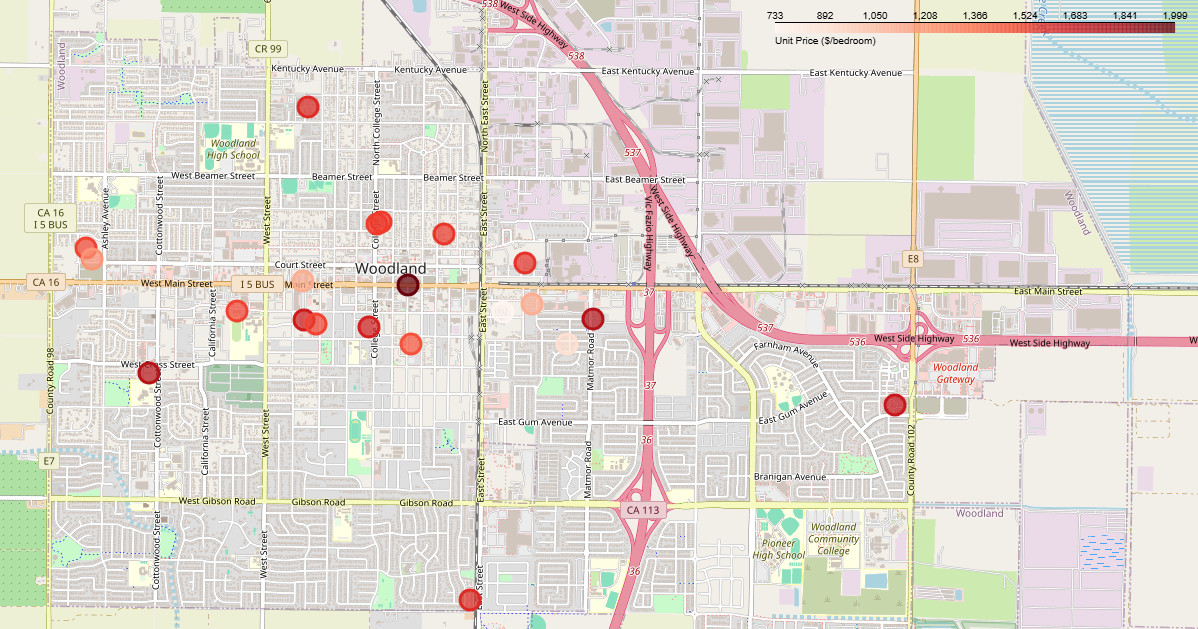 733 892 1,050 1,208 1,366 1,524 1,683 1,841 1,999
Unit Price ($/bedroom)
538
West Side Highway
538
CR 99
Kentucky Avenue
Kentucky Avenue
East Kentucky Avenue
East Kentucky Avenue
Woodland
North College Street
North East Street
Woodland
High School
537
West Beamer Street
Beamer Street
Beamer Street
East Beamer Street
CA 16
I 5 BUS
Ashley Avenue
Cottonwood Street
West Street
College Street
East Street
Vic Fazio Highway
West Side Highway
Woodland
E8
Court Street
Woodland
CA 16
West Main Street
I 5 BUS
Main Street
37
East Main Street
California Street
College Street
East Street
537
536
West Side Highway
536
West Side Highway
W
County Road 98
West Cross Street
Matmor Road
Farnham Avenue
Woodland
Gateway
37
Cottonwood Street
California Street
West Street
East Gum Avenue
East Gum Avenue
36
Matmor Road
County Road 102
E7
East Street
Branigan Avenue
West Gibson Road
Gibson Road
Gibson Road
CA 113
Woodland
Cottonwood Street
West Street
Pioneer
High School
Woodland
Community
College
36
East Street